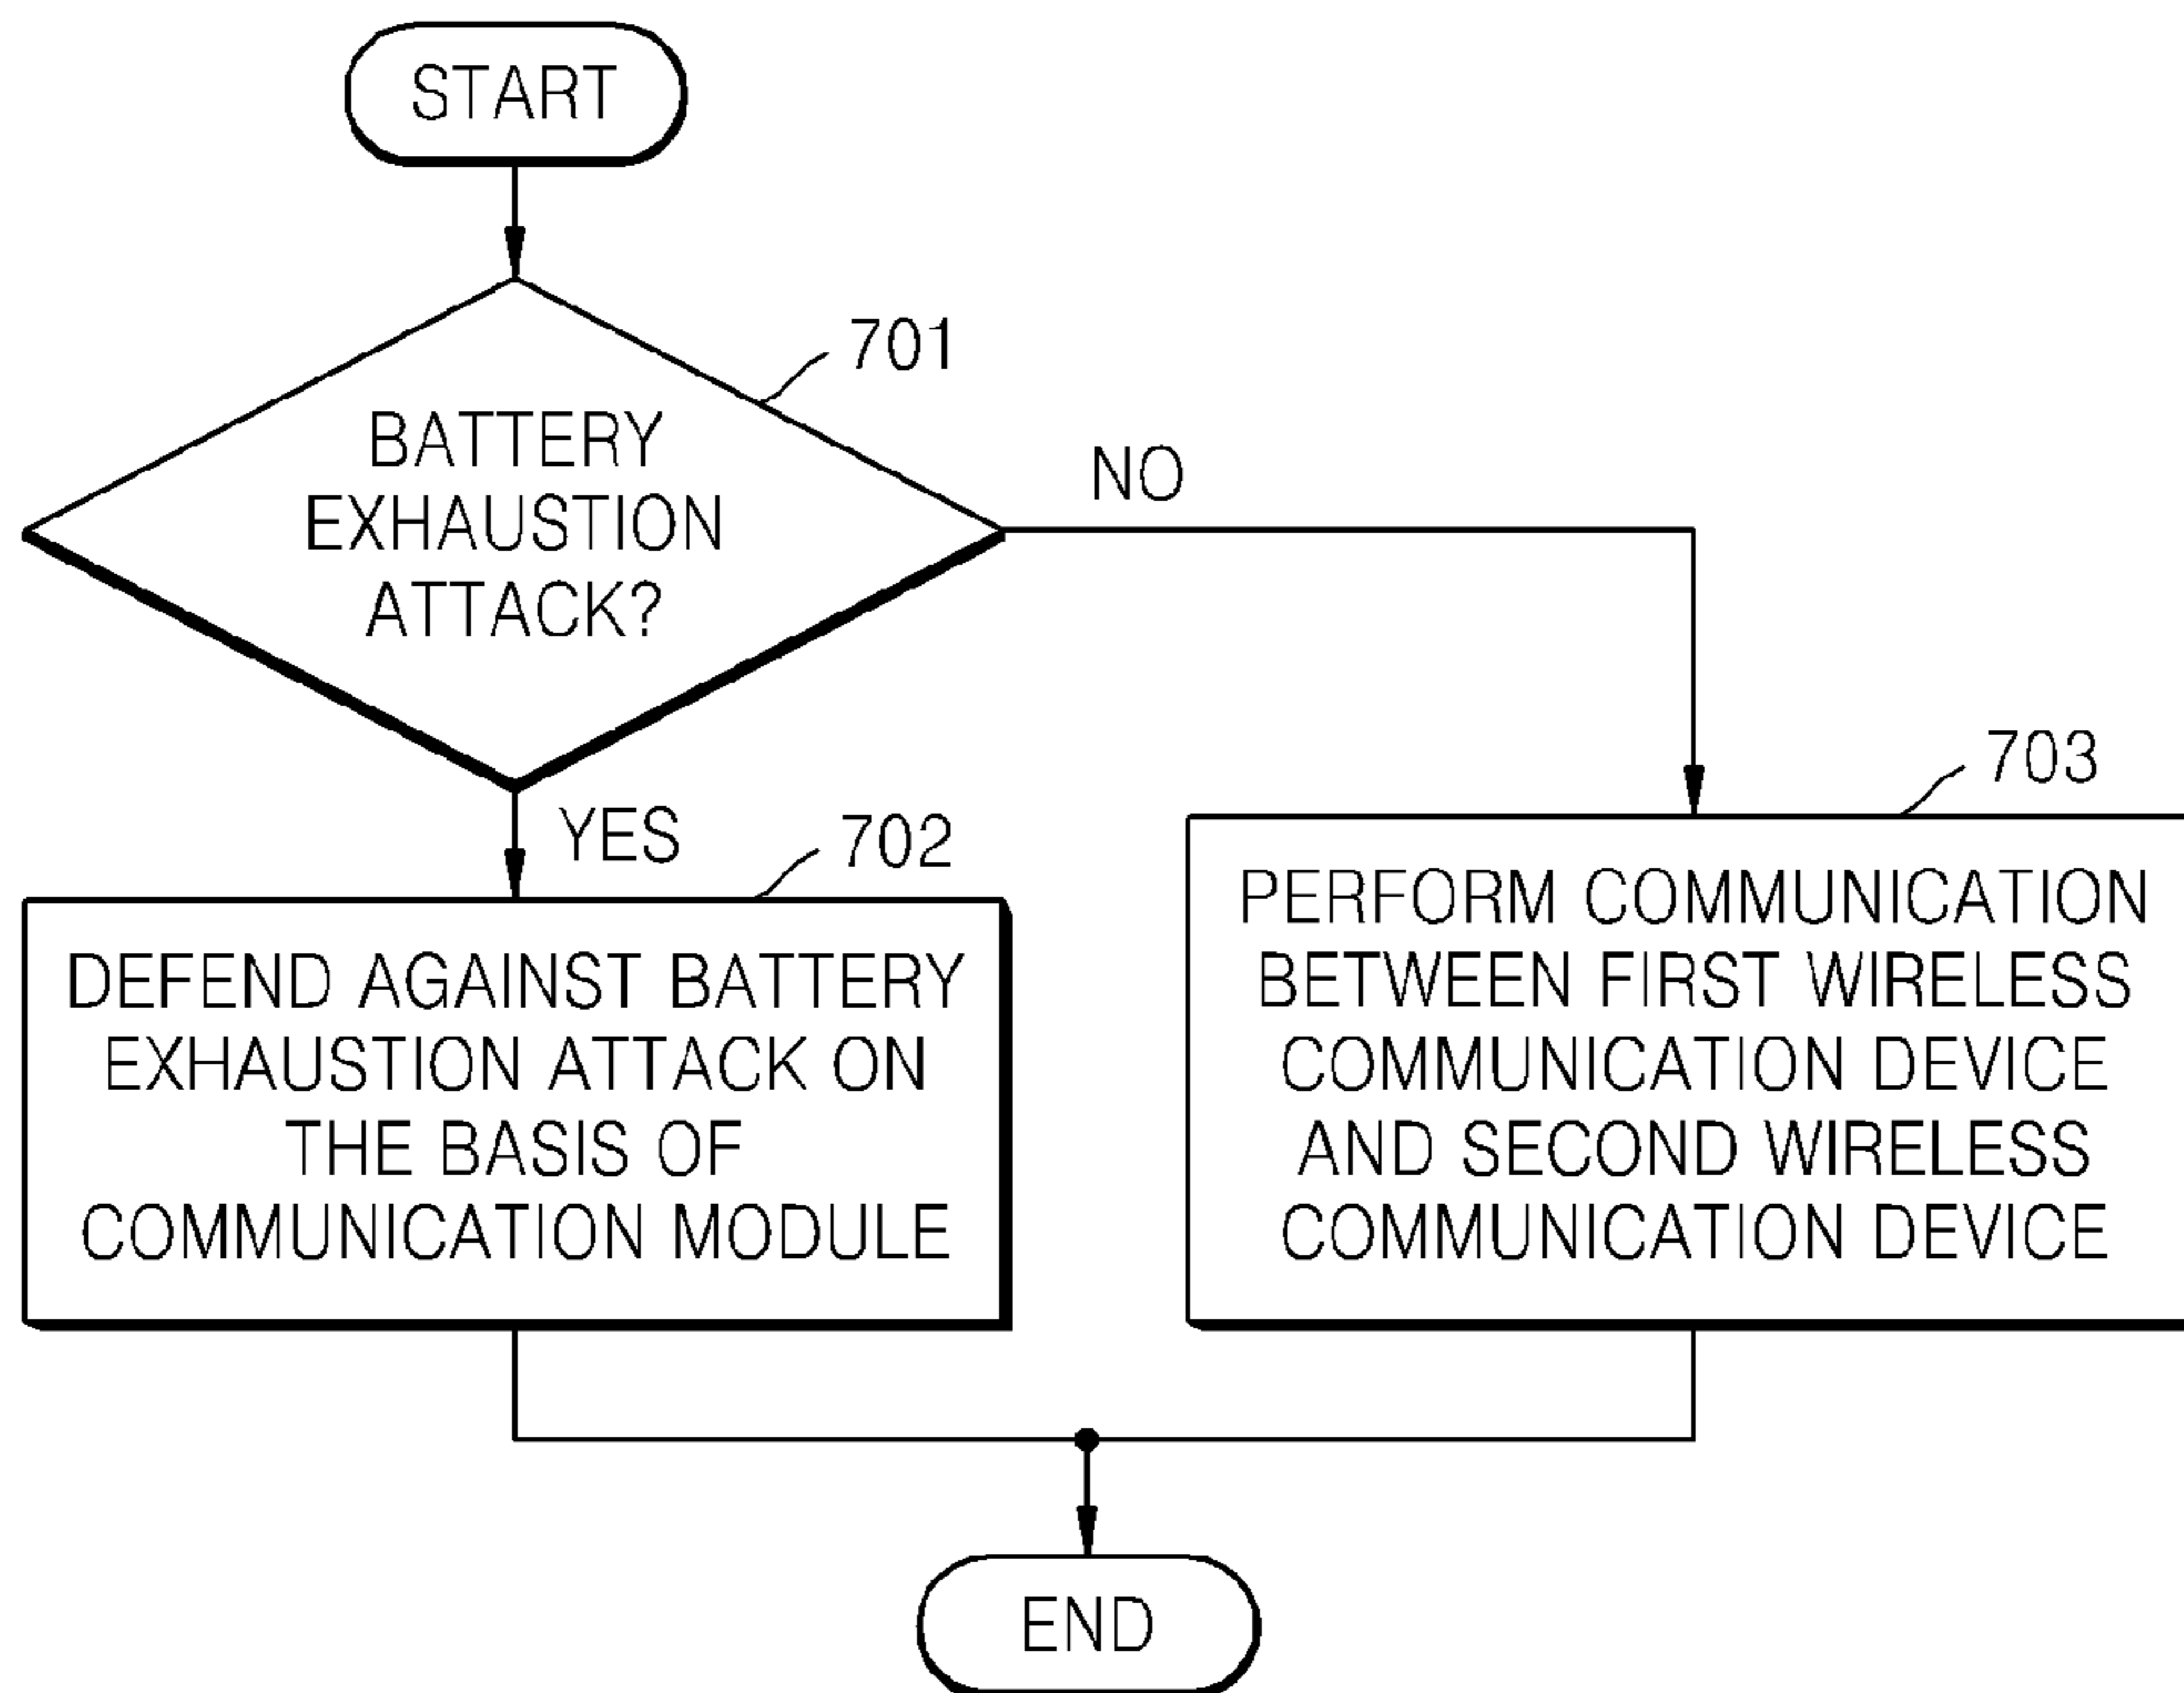 START
701
BATTERY
EXHAUSTION
ATTACK?
NO
YES
702
DEFEND AGAINST BATTERY
EXHAUSTION ATTACK ON
THE BASIS OF
COMMUNICATION MODULE
703
PERFORM COMMUNICATION
BETWEEN FIRST WIRELESS
COMMUNICATION DEVICE
AND SECOND WIRELESS
COMMUNICATION DEVICE
END